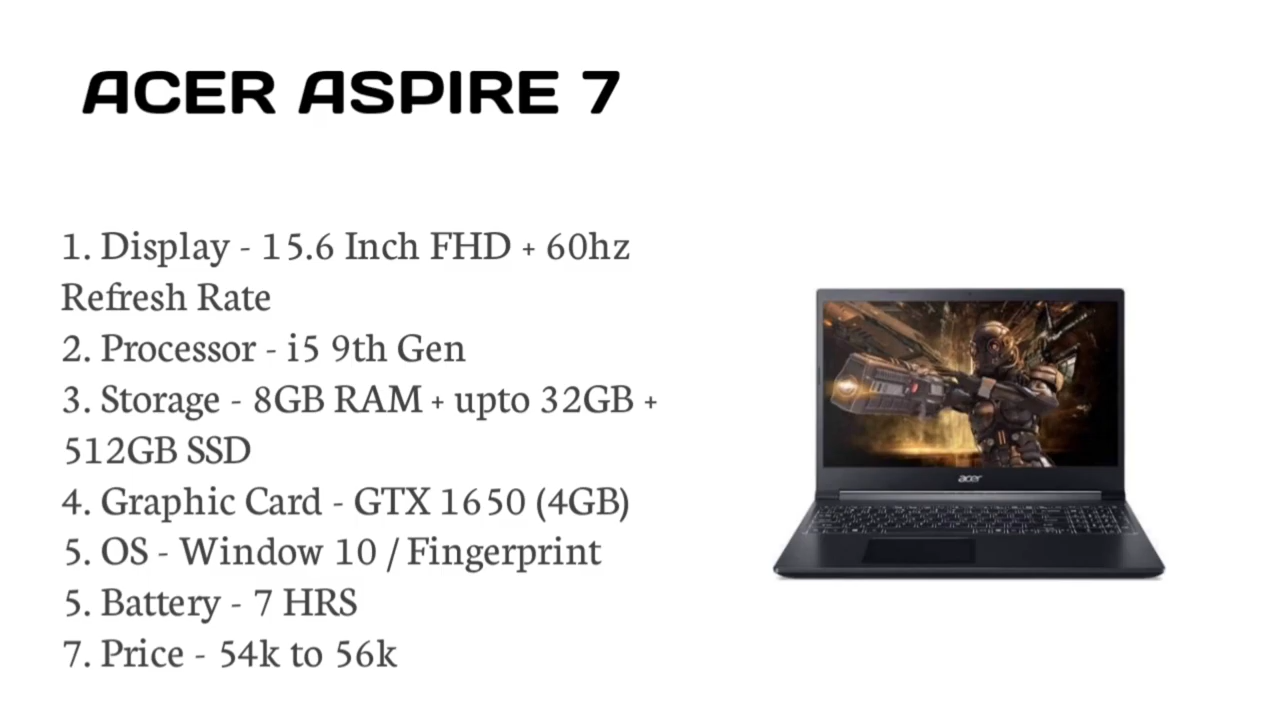 ACER ASPIRE 7
1. Display - 15.6 Inch FHD + 60hz
Refresh Rate
2. Processor - i5 9th Gen
3. Storage - 8GB RAM + upto 32GB +
512GB SSD
4. Graphic Card - GTX 1650 (4GB)
5. OS - Window 10 / Fingerprint
5. Battery - 7 HRS
7. Price - 54k to 56k
acer